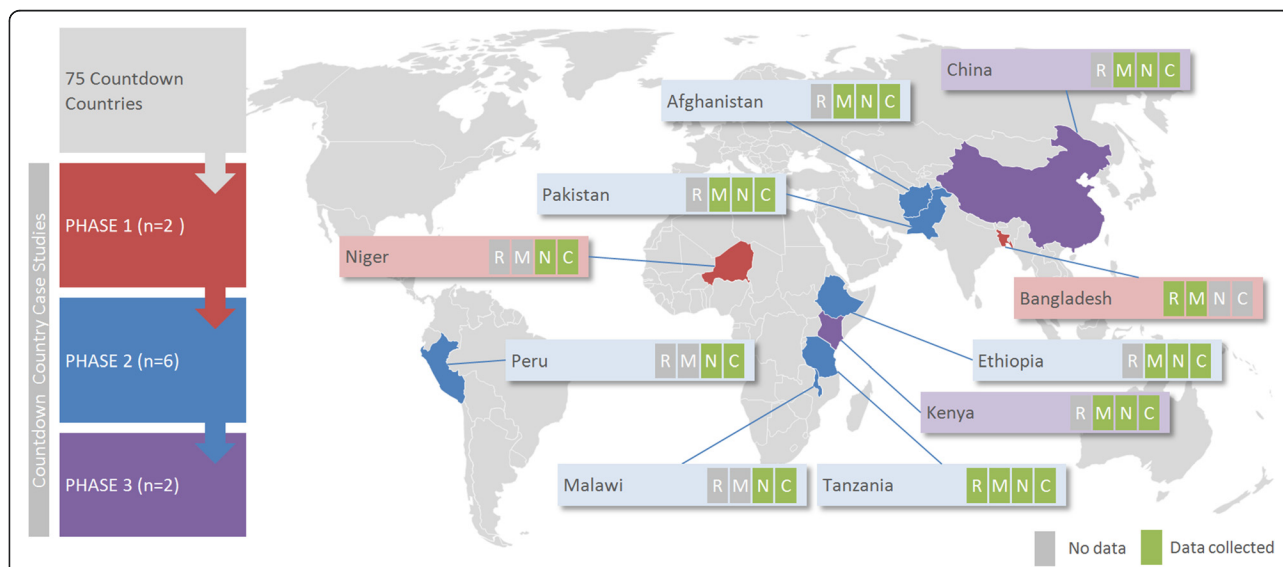 75 Countdown
Countries
Countdown Country Case Studies
PHASE 1 (n=2 )
PHASE 2 (n=6)
PHASE 3 (n=2)
China R M N C
Afghanistan R M N C
Pakistan R M N C
Niger R M N C
Bangladesh R M N C
Peru R M N C
Ethiopia R M N C
Kenya R M N C
Malawi R M N C
Tanzania R M N C
No data
Data collected